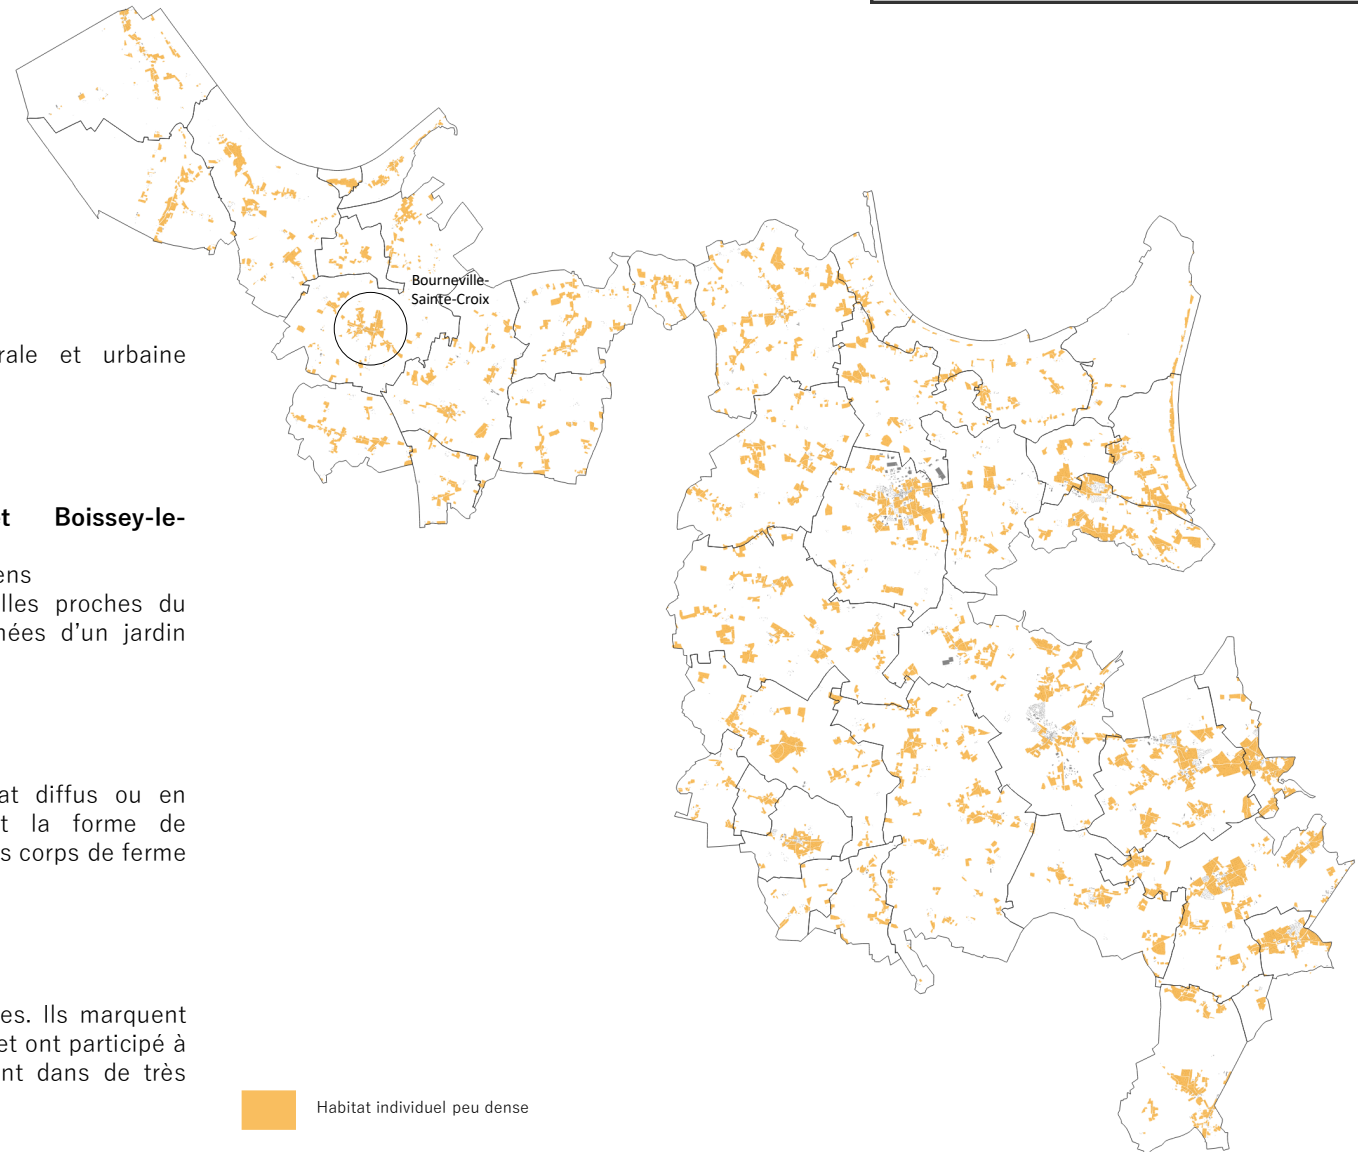 Bourneville-
Sainte-Croix
rale et urbaine
t Boissey-le-
ens
lles proches du
nées d'un jardin
at diffus ou en
t la forme de
s corps de ferme
es. Ils marquent
et ont participé à
nt dans de très
Habitat individuel peu dense